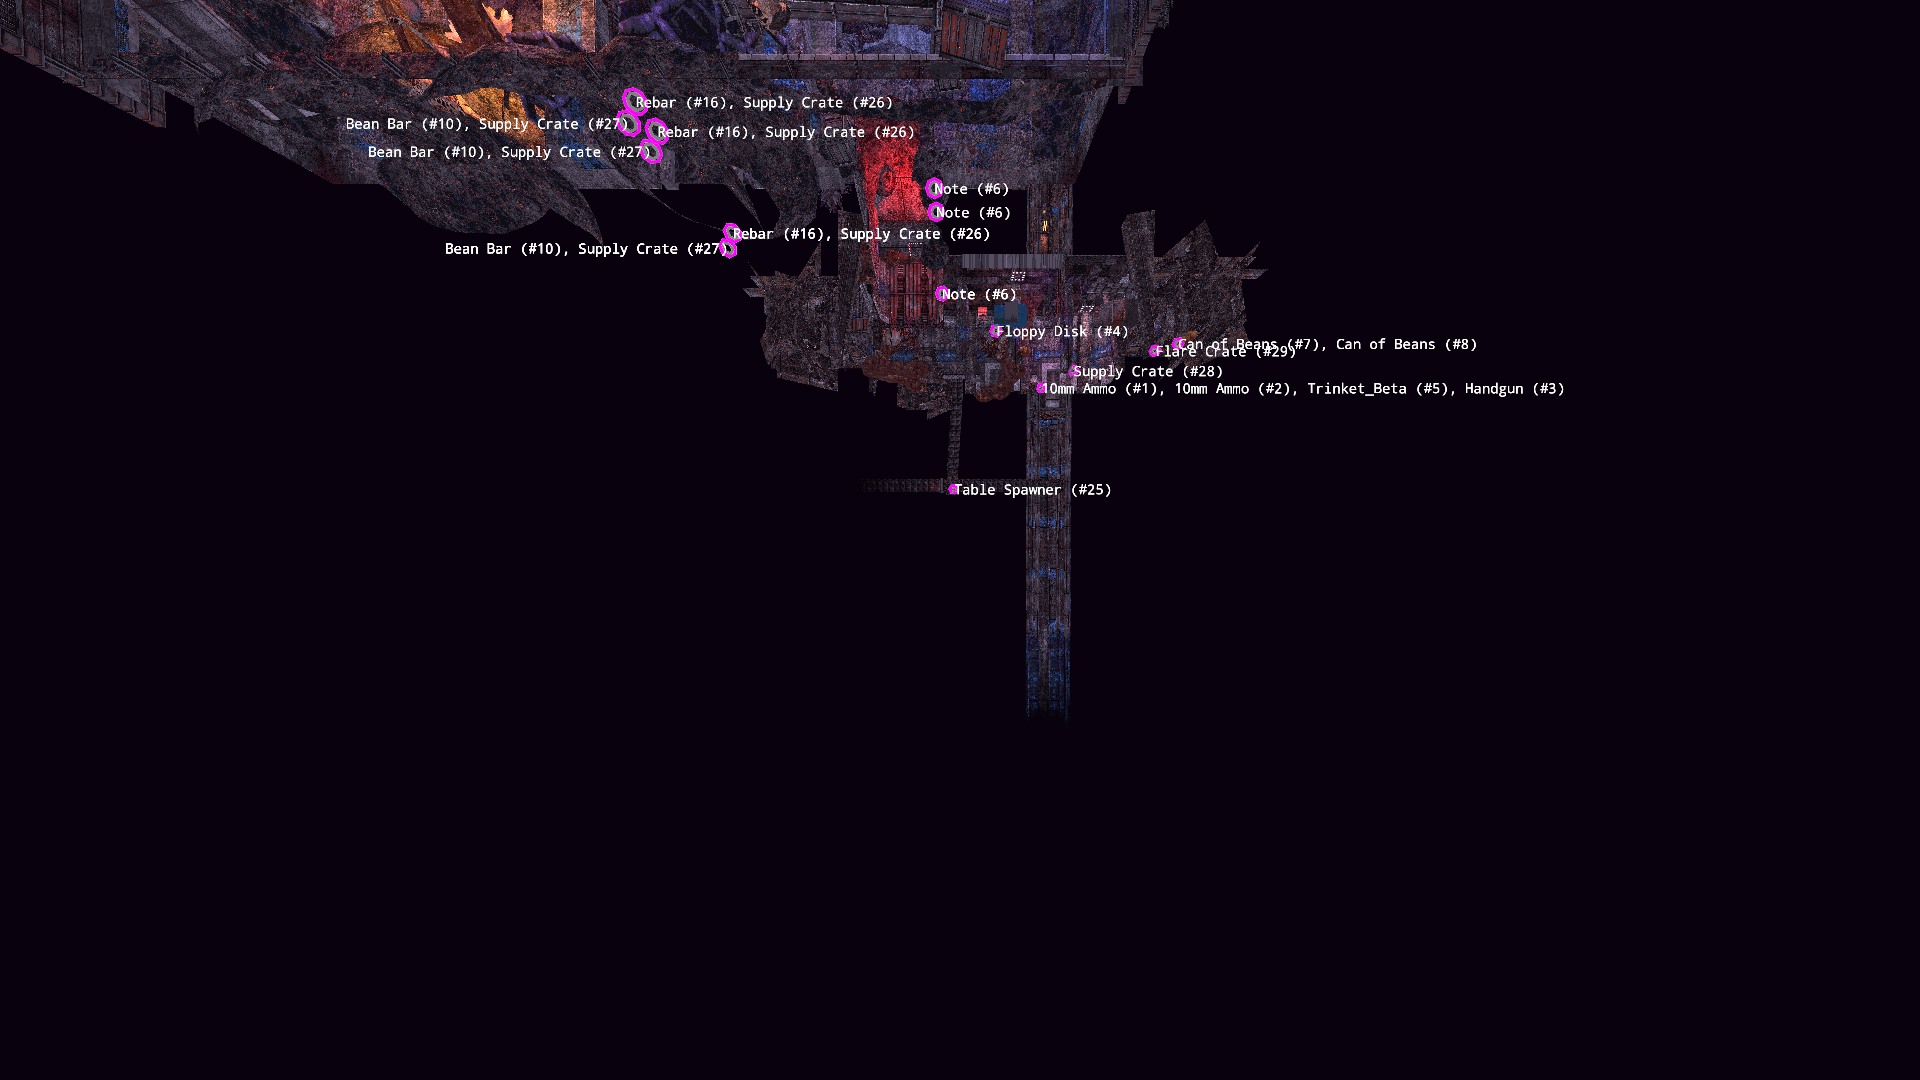 Rebar (#16), Supply Crate (#26)
Bean Bar (#10), Supply Crate (#27)
Rebar (#16), Supply Crate (#26)
Bean Bar (#10), Supply Crate (#27)
Note (#6)
Note (#6)
Rebar (#16), Supply Crate (#26)
Bean Bar (#10), Supply Crate (#27)
Note (#6)
Floppy Disk (#4)
Can of Beans (#7), Can of Beans (#8)
Flare Crate (#29)
Supply Crate (#28)
10mm Ammo (#1), 10mm Ammo (#2), Trinket_Beta (#5), Handgun (#3)
Table Spawner (#25)